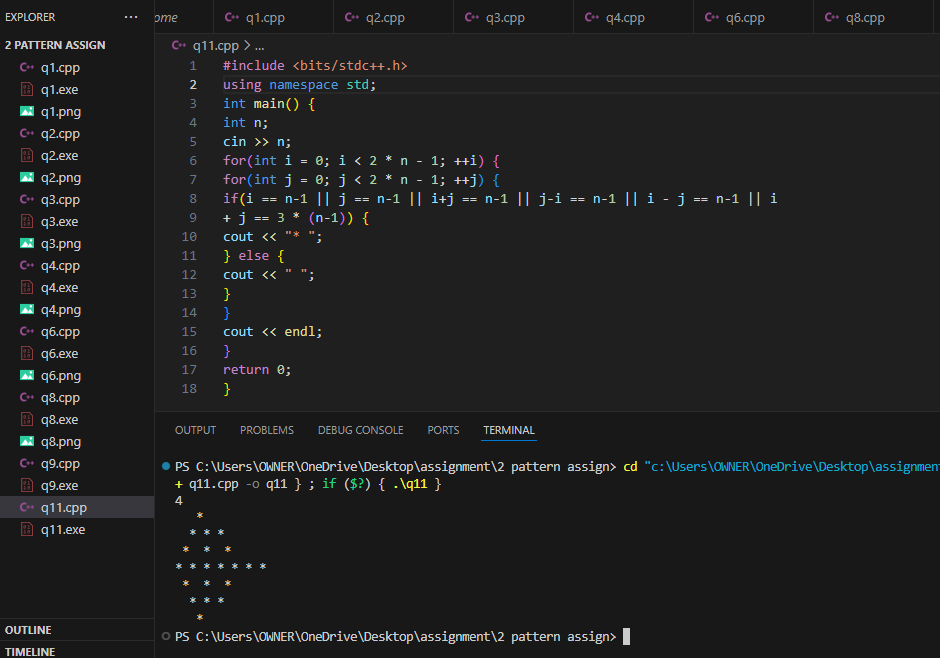 EXPLORER ...
ome q1.cpp q2.cpp q3.cpp q4.cpp q6.cpp q8.cpp
2 PATTERN ASSIGN
q1.cpp
q1.exe
q1.png
q2.cpp
q2.exe
q2.png
q3.cpp
q3.exe
q3.png
q4.cpp
q4.exe
q4.png
q6.cpp
q6.exe
q6.png
q8.cpp
q8.exe
q8.png
q9.cpp
q9.exe
q11.cpp
q11.exe
OUTLINE
TIMELINE
q11.cpp > ...
1 #include <bits/stdc++.h>
2 using namespace std;
3 int main() {
4 int n;
5 cin >> n;
6 for(int i = 0; i < 2 * n - 1; ++i) {
7 for(int j = 0; j < 2 * n - 1; ++j) {
8 if(i == n-1 || j == n-1 || i+j == n-1 || j-i == n-1 || i - j == n-1 || i
9 + j == 3 * (n-1)) {
10 cout << "* ";
11 } else {
12 cout << " ";
13 }
14 }
15 cout << endl;
16 }
17 return 0;
18 }
OUTPUT PROBLEMS DEBUG CONSOLE PORTS TERMINAL
PS C:\Users\OWNER\OneDrive\Desktop\assignment\2 pattern assign> cd "c:\Users\OWNER\OneDrive\Desktop\assignmen
+ q11.cpp -o q11 } ; if ($?) { .\q11 }
4
   *
  * * *
 *  *  *
* * * * * * *
 *  *  *
  * * *
   *
PS C:\Users\OWNER\OneDrive\Desktop\assignment\2 pattern assign>